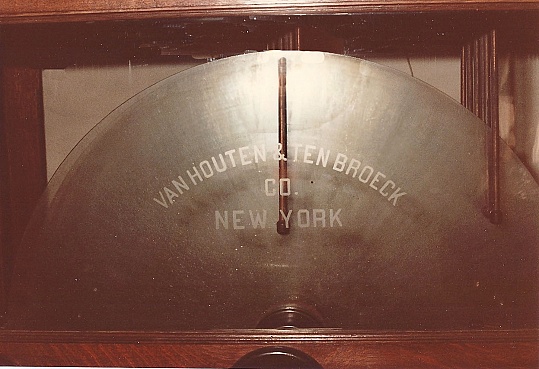 VAN HOUTEN & TEN BROECK
CO.
NEW YORK